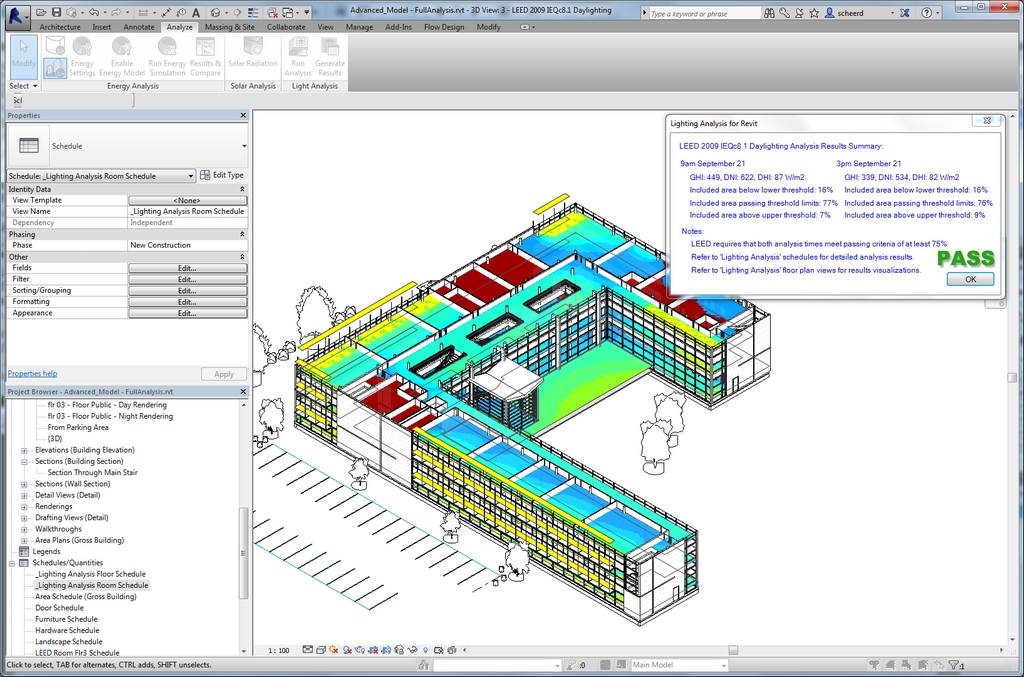 Advanced_Model - FullAnalysis.rvt - 3D View: 3 - LEED 2009 IEQc8.1 Daylighting
Type a keyword or phrase
scheerd
Architecture Insert Annotate Analyze Massing & Site Collaborate View Manage Add-Ins Flow Design Modify
Modify
Energy Settings
Enable Energy Model
Run Energy Simulation
Results & Compare
Solar Radiation
Run Analysis
Generate Results
Select
Energy Analysis
Solar Analysis
Light Analysis
Properties
Schedule
Schedule: _Lighting Analysis Room Schedule
Edit Type
Identity Data
View Template <None>
View Name _Lighting Analysis Room Schedule
Dependency Independent
Phasing
Phase New Construction
Other
Fields Edit...
Filter Edit...
Sorting/Grouping Edit...
Formatting Edit...
Appearance Edit...
Properties help
Apply
Project Browser - Advanced_Model - FullAnalysis.rvt
flr 03 - Floor Public - Day Rendering
flr 03 - Floor Public - Night Rendering
From Parking Area
{3D}
Elevations (Building Elevation)
Sections (Building Section)
Section Through Main Stair
Sections (Wall Section)
Detail Views (Detail)
Renderings
Drafting Views (Detail)
Walkthroughs
Area Plans (Gross Building)
Legends
Schedules/Quantities
_Lighting Analysis Floor Schedule
_Lighting Analysis Room Schedule
Area Schedule (Gross Building)
Door Schedule
Furniture Schedule
Hardware Schedule
Landscape Schedule
LEED Room Flr3 Schedule
Lighting Analysis for Revit
LEED 2009 IEQc8.1 Daylighting Analysis Results Summary:
9am September 21
GHI: 449, DNI: 622, DHI: 87 W/m2
Included area below lower threshold: 16%
Included area passing threshold limits: 77%
Included area above upper threshold: 7%
3pm September 21
GHI: 339, DNI: 534, DHI: 82 W/m2
Included area below lower threshold: 16%
Included area passing threshold limits: 76%
Included area above upper threshold: 9%
Notes:
LEED requires that both analysis times meet passing criteria of at least 75%
Refer to 'Lighting Analysis' schedules for detailed analysis results.
Refer to 'Lighting Analysis' floor plan views for results visualizations.
PASS
OK
1 : 100
Click to select, TAB for alternates, CTRL adds, SHIFT unselects.
:0
Main Model
:1